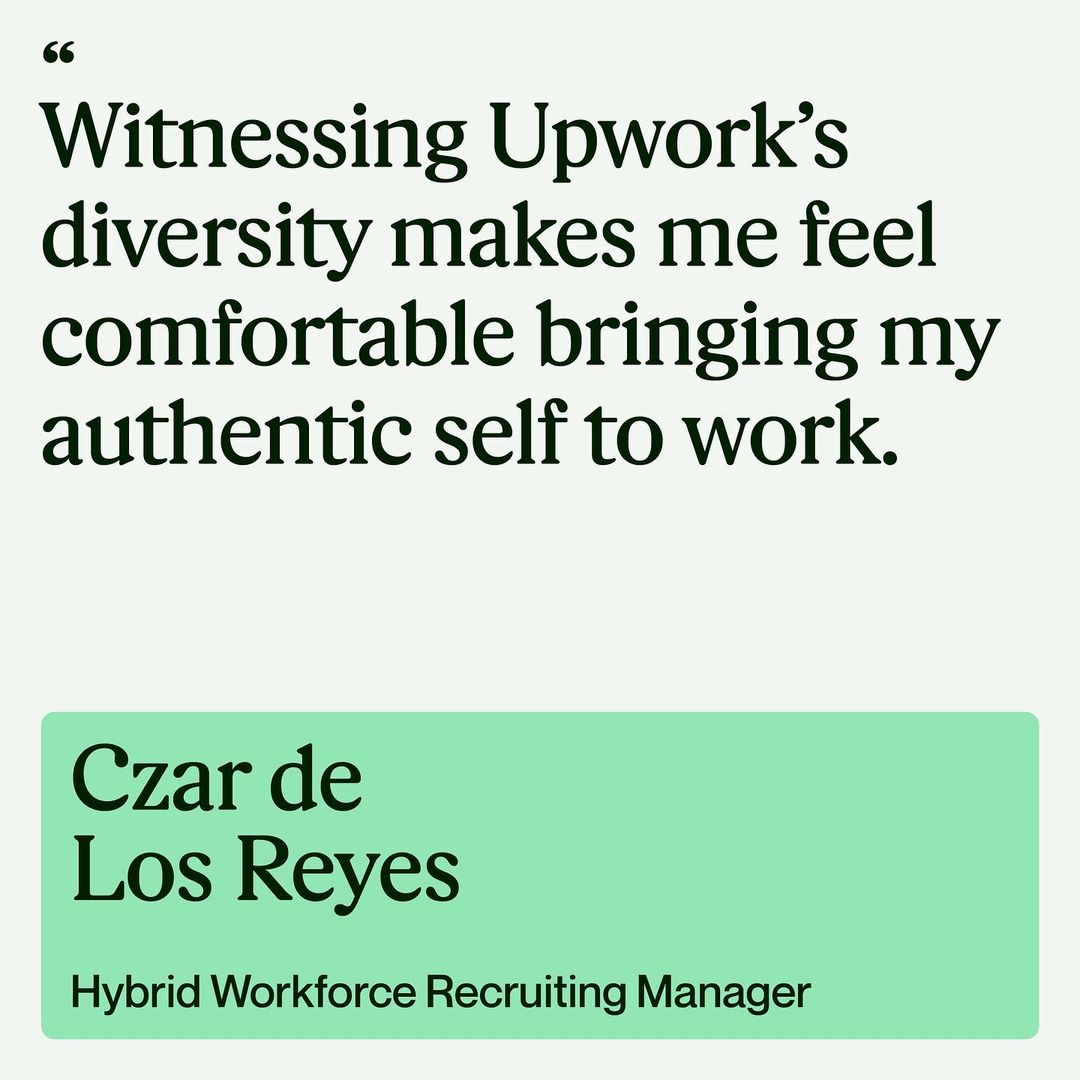 “
Witnessing Upwork’s
diversity makes me feel
comfortable bringing my
authentic self to work.
Czar de
Los Reyes
Hybrid Workforce Recruiting Manager